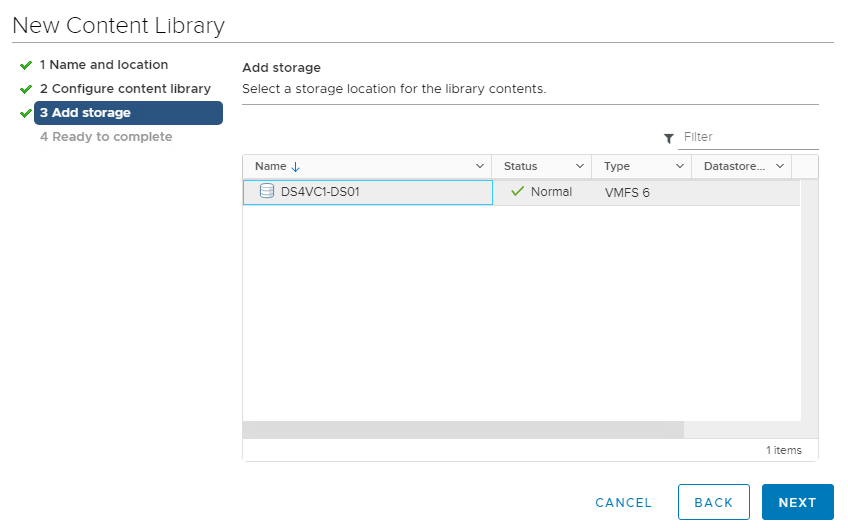 New Content Library
1 Name and location
2 Configure content library
3 Add storage
4 Ready to complete
Add storage
Select a storage location for the library contents.
Filter
Name Status Type Datastore...
DS4VC1-DS01 Normal VMFS 6
1 items
CANCEL BACK NEXT